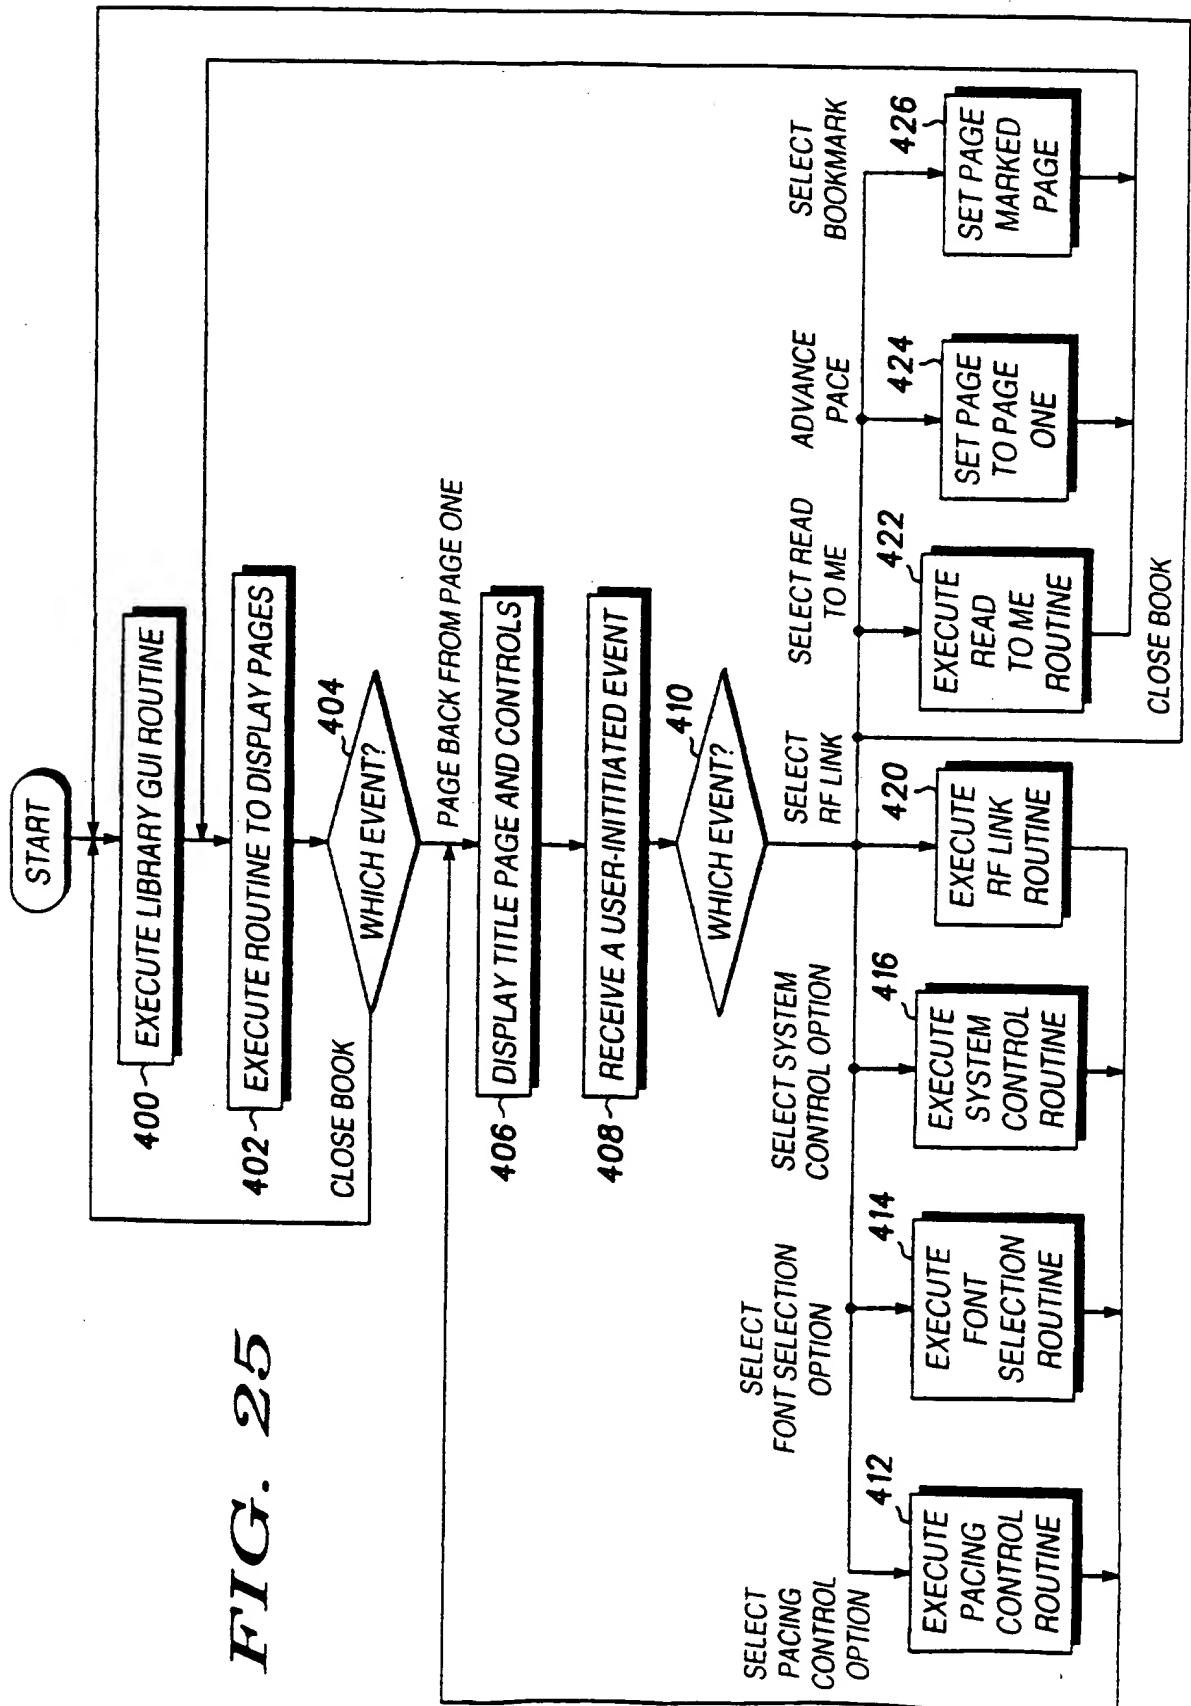 START
400
EXECUTE LIBRARY GUI ROUTINE
402
EXECUTE ROUTINE TO DISPLAY PAGES
404
WHICH EVENT?
CLOSE BOOK
PAGE BACK FROM PAGE ONE
406
DISPLAY TITLE PAGE AND CONTROLS
408
RECEIVE A USER-INITIATED EVENT
410
WHICH EVENT?
SELECT
PACING
CONTROL
OPTION
412
EXECUTE
PACING
CONTROL
ROUTINE
SELECT
FONT SELECTION
OPTION
414
EXECUTE
FONT
SELECTION
ROUTINE
SELECT SYSTEM
CONTROL OPTION
416
EXECUTE
SYSTEM
CONTROL
ROUTINE
SELECT
RF LINK
420
EXECUTE
RF LINK
ROUTINE
SELECT READ
TO ME
422
EXECUTE
READ
TO ME
ROUTINE
ADVANCE
PACE
424
SET PAGE
TO PAGE
ONE
SELECT
BOOKMARK
426
SET PAGE
MARKED
PAGE
CLOSE BOOK
FIG. 25